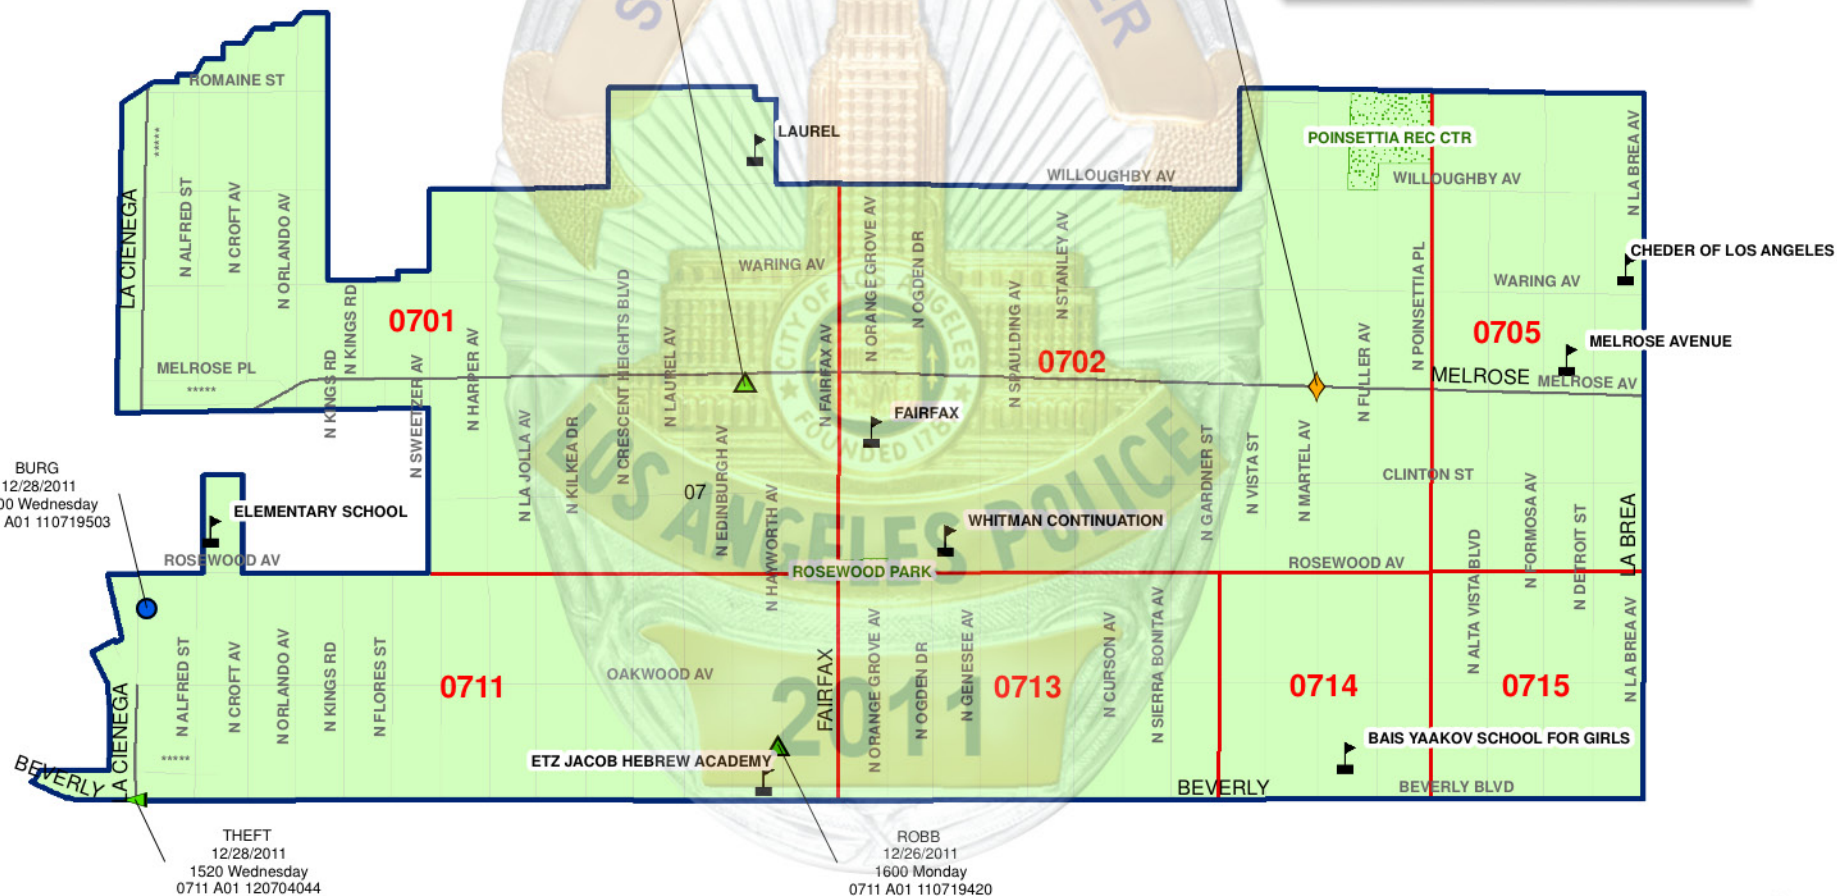 S
ER
ROMAINE ST
*****
LAUREL
POINSETTIA REC CTR
WILLOUGHBY AV
WILLOUGHBY AV
N LA BREA AV
LA CIENEGA
N ALFRED ST
N CROFT AV
N ORLANDO AV
N KINGS RD
WARING AV
N ORANGE GROVE AV
N OGDEN DR
N STANLEY AV
N SPAULDING AV
CHEDER OF LOS ANGELES
WARING AV
N POINSETTIA PL
0701
0702
0705
MELROSE AVENUE
MELROSE PL
*****
N KINGS RD
N SWEETZER AV
N HARPER AV
N CRESCENT HEIGHTS BLVD
N LAUREL AV
N FAIRFAX AV
N FULLER AV
MELROSE
MELROSE AV
CITY OF LOS ANGELES
FAIRFAX
N LA JOLLA AV
N KILKEA DR
N EDINBURGH AV
N HAYWORTH AV
07
N GARDNER ST
N VISTA ST
N MARTEL AV
CLINTON ST
N FORMOSA AV
N DETROIT ST
N ALTA VISTA BLVD
LA BREA
LOS ANGELES POLICE
BURG
12/28/2011
00 Wednesday
A01 110719503
ELEMENTARY SCHOOL
WHITMAN CONTINUATION
ROSEWOOD AV
ROSEWOOD PARK
ROSEWOOD AV
N ALFRED ST
N CROFT AV
N ORLANDO AV
N KINGS RD
N FLORES ST
OAKWOOD AV
FAIRFAX
N ORANGE GROVE AV
N OGDEN DR
N GENESEE AV
N CURSON AV
N SIERRA BONITA AV
N LA BREA AV
0711
0713
0714
0715
2011
LA CIENEGA
*****
BEVERLY
ETZ JACOB HEBREW ACADEMY
BAIS YAAKOV SCHOOL FOR GIRLS
BEVERLY
BEVERLY BLVD
THEFT
12/28/2011
1520 Wednesday
0711 A01 120704044
ROBB
12/26/2011
1600 Monday
0711 A01 110719420